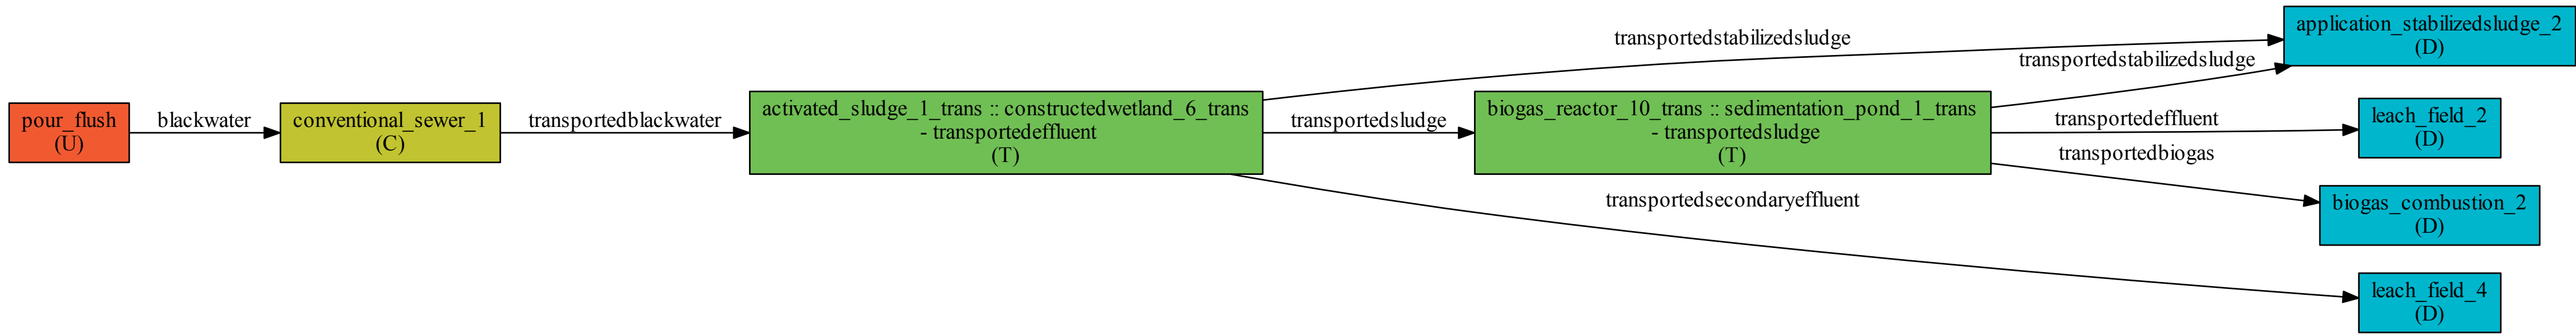 pour_flush
(U)
blackwater
conventional_sewer_1
(C)
transportedblackwater
activated_sludge_1_trans :: constructedwetland_6_trans
- transportedeffluent
(T)
transportedstabilizedsludge
transportedsludge
transportedsecondaryeffluent
biogas_reactor_10_trans :: sedimentation_pond_1_trans
- transportedsludge
(T)
transportedstabilizedsludge
transportedeffluent
transportedbiogas
application_stabilizedsludge_2
(D)
leach_field_2
(D)
biogas_combustion_2
(D)
leach_field_4
(D)